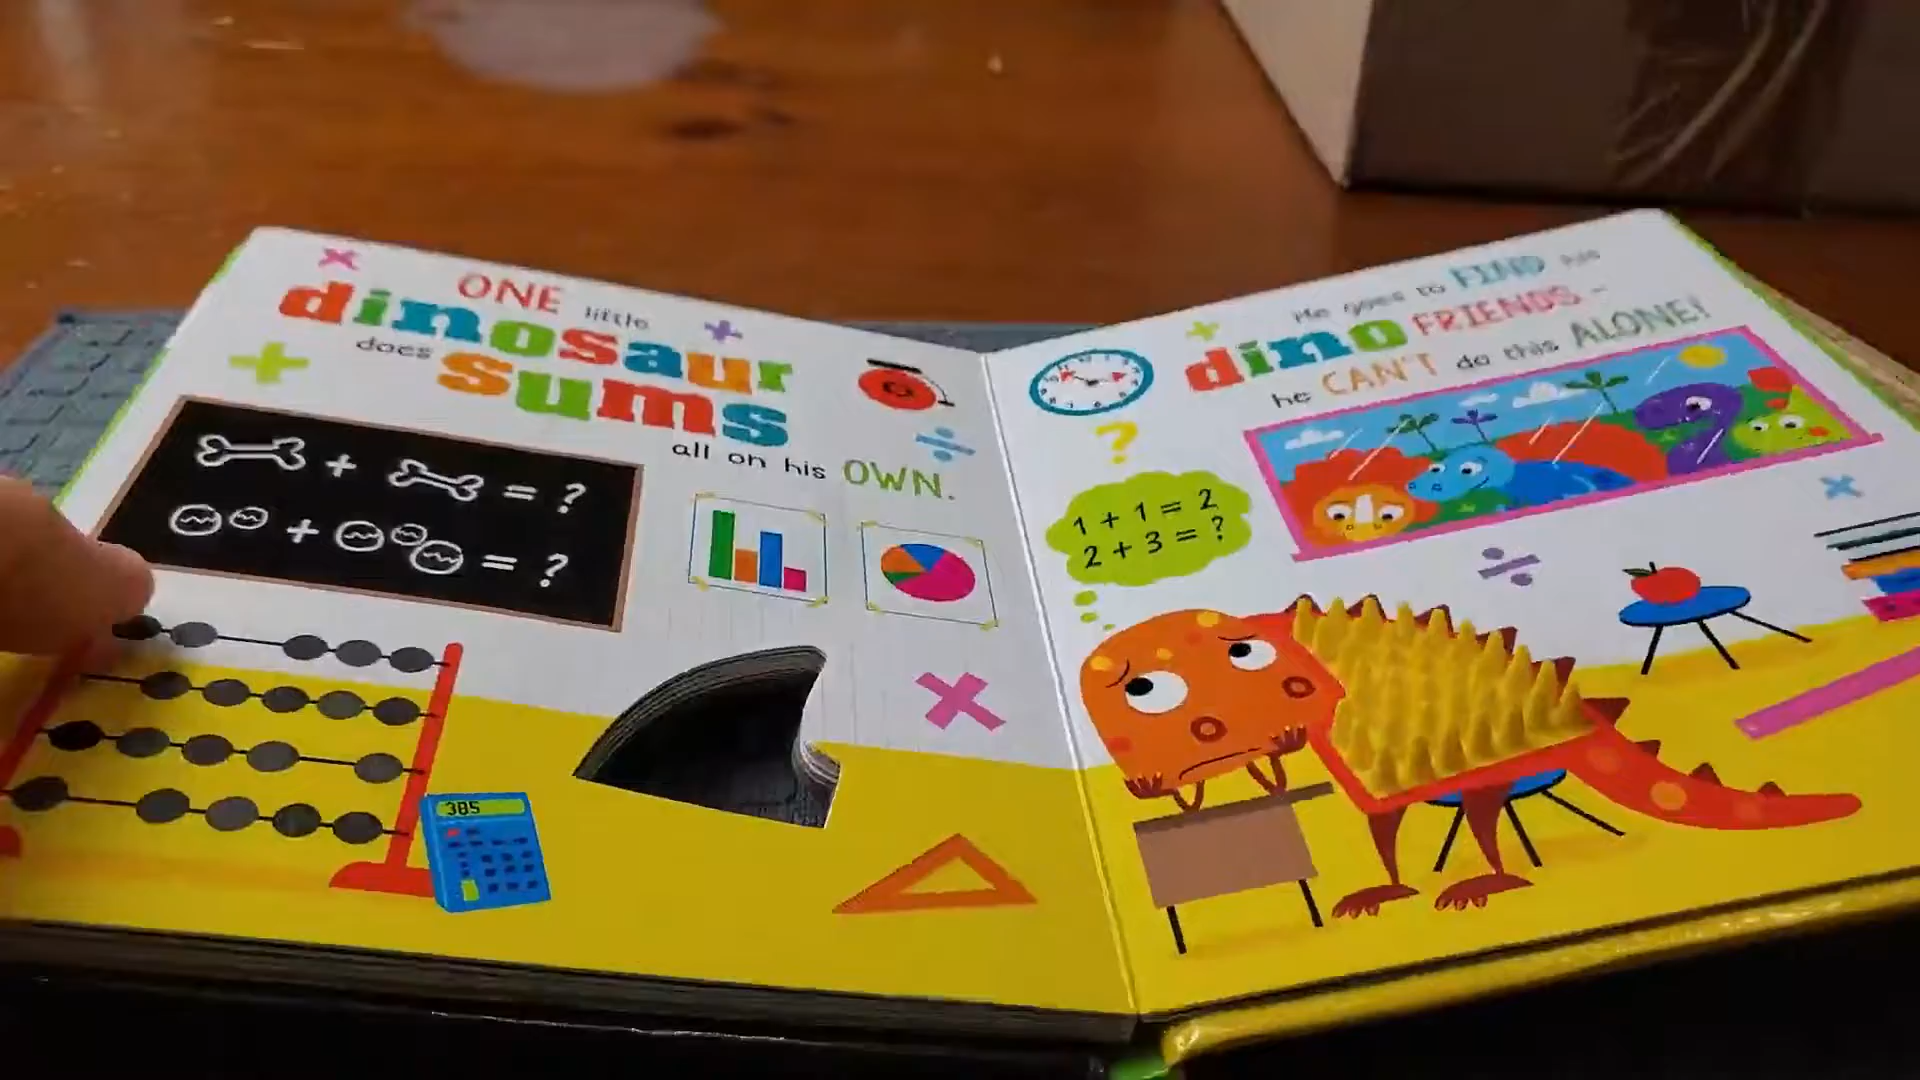 ONE little
dinosaur
does sums
all on his OWN.
+ = ?
+ = ?
385
He goes to FIND his
dino FRIENDS -
he CAN'T do this ALONE!
?
1 + 1 = 2
2 + 3 = ?